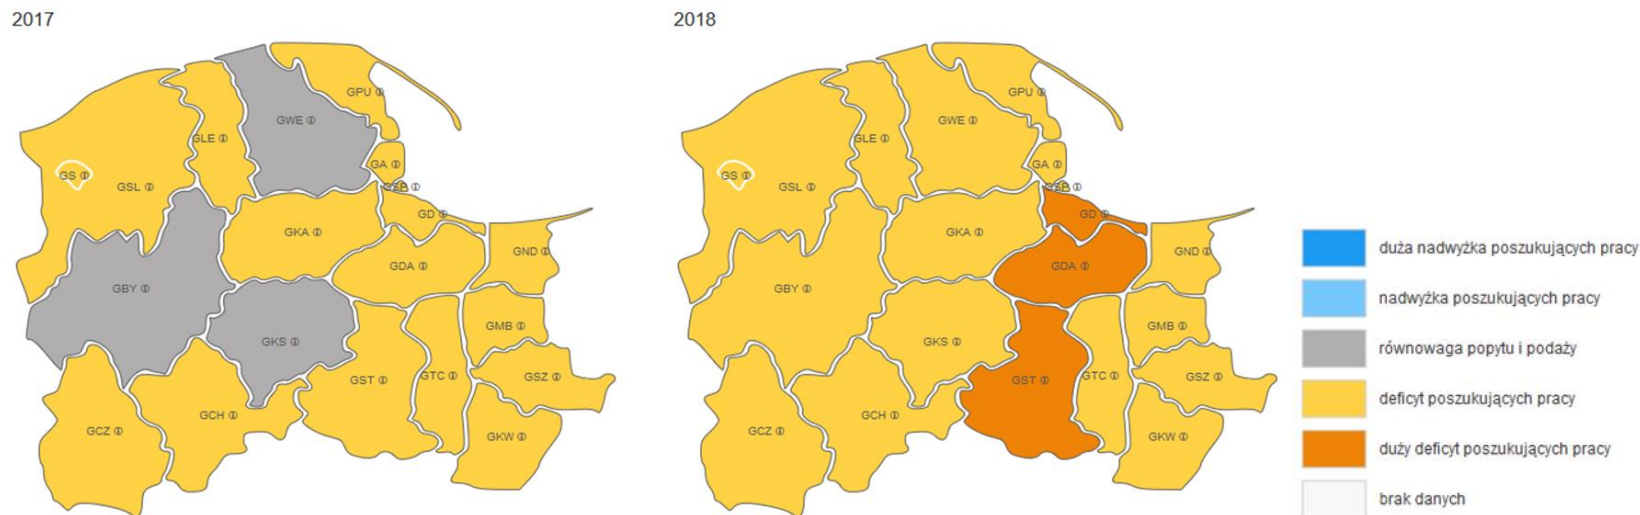 2017
GPU
GWE
GLE
GA
GS
GSL
GSP
GD
GKA
GND
GDA
GBY
GMB
GKS
GSZ
GST
GTC
GCH
GCZ
GKW
2018
GPU
GWE
GLE
GA
GS
GSL
GSP
GD
GKA
GND
GDA
GBY
GMB
GKS
GSZ
GST
GTC
GCH
GCZ
GKW
duża nadwyżka poszukujących pracy
nadwyżka poszukujących pracy
równowaga popytu i podaży
deficyt poszukujących pracy
duży deficyt poszukujących pracy
brak danych